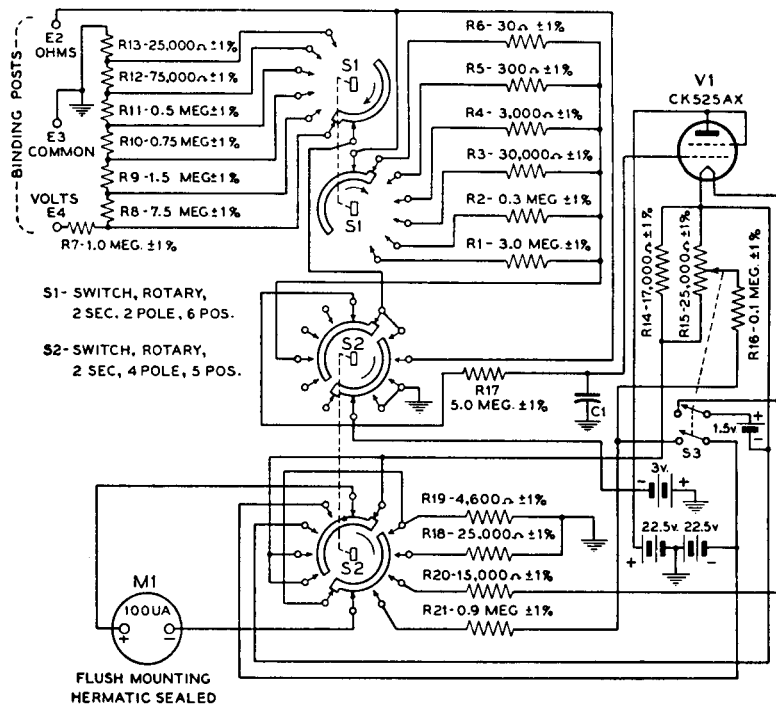 BINDING POSTS
E2
OHMS
E3
COMMON
VOLTS
E4
R13-25,000Ω±1%
R12-75,000Ω±1%
R11-0.5 MEG±1%
R10-0.75 MEG±1%
R9-1.5 MEG±1%
R8-7.5 MEG±1%
R7-1.0 MEG. ±1%
S1
S1
R6-30Ω±1%
R5-300Ω±1%
R4-3,000Ω±1%
R3-30,000Ω±1%
R2-0.3 MEG ±1%
R1-3.0 MEG. ±1%
V1
CK525AX
R14-17,000Ω±1%
R15-25,000Ω±1%
R16-0.1 MEG. ±1%
S1- SWITCH, ROTARY,
2 SEC. 2 POLE, 6 POS.
S2- SWITCH, ROTARY,
2 SEC, 4 POLE, 5 POS.
S2
R17
5.0 MEG. ±1%
C1
S3
1.5v.
+
-
3v.
- +
22.5v. 22.5v
+ -
R19-4,600Ω±1%
R18-25,000Ω±1%
R20-15,000Ω±1%
R21-0.9 MEG ±1%
S2
M1
100UA
+ -
FLUSH MOUNTING
HERMATIC SEALED